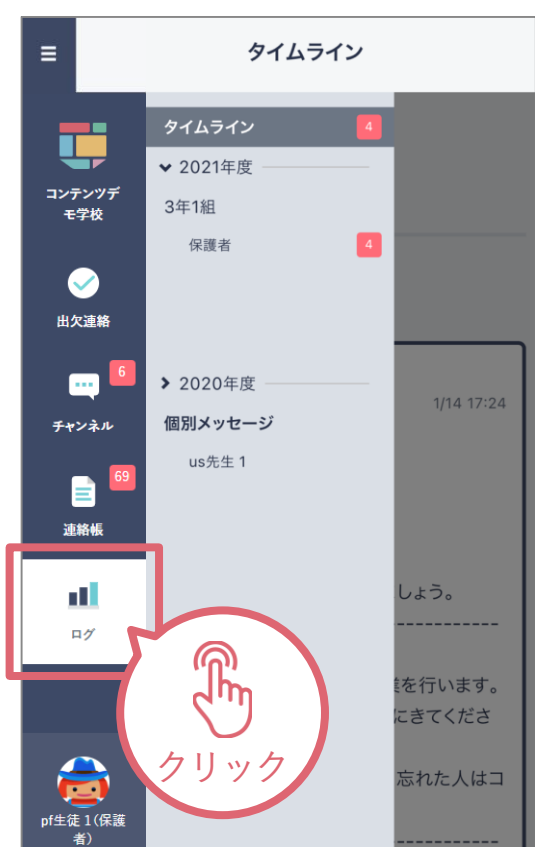 タイムライン
コンテンツデ
モ学校
出欠連絡
6
チャンネル
69
連絡帳
ログ
pf生徒 1(保護
者)
タイムライン 4
2021年度
3年1組
保護者 4
2020年度
個別メッセージ
us先生 1
クリック
1/14 17:24
しょう。
-----------
を行います。
にきてくださ
忘れた人はコ
-----------